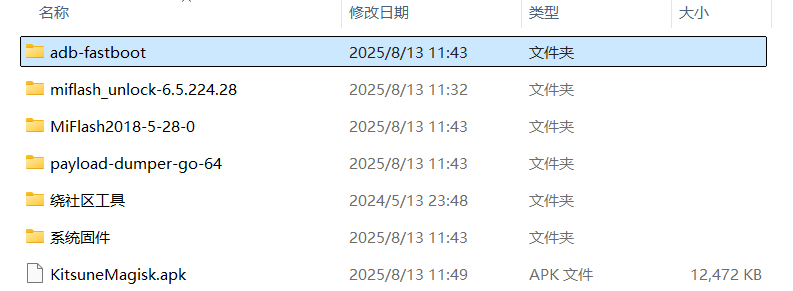 名称 修改日期 类型 大小
adb-fastboot 2025/8/13 11:43 文件夹
miflash_unlock-6.5.224.28 2025/8/13 11:32 文件夹
MiFlash2018-5-28-0 2025/8/13 11:43 文件夹
payload-dumper-go-64 2025/8/13 11:43 文件夹
绕社区工具 2024/5/13 23:48 文件夹
系统固件 2025/8/13 11:43 文件夹
KitsuneMagisk.apk 2025/8/13 11:49 APK 文件 12,472 KB